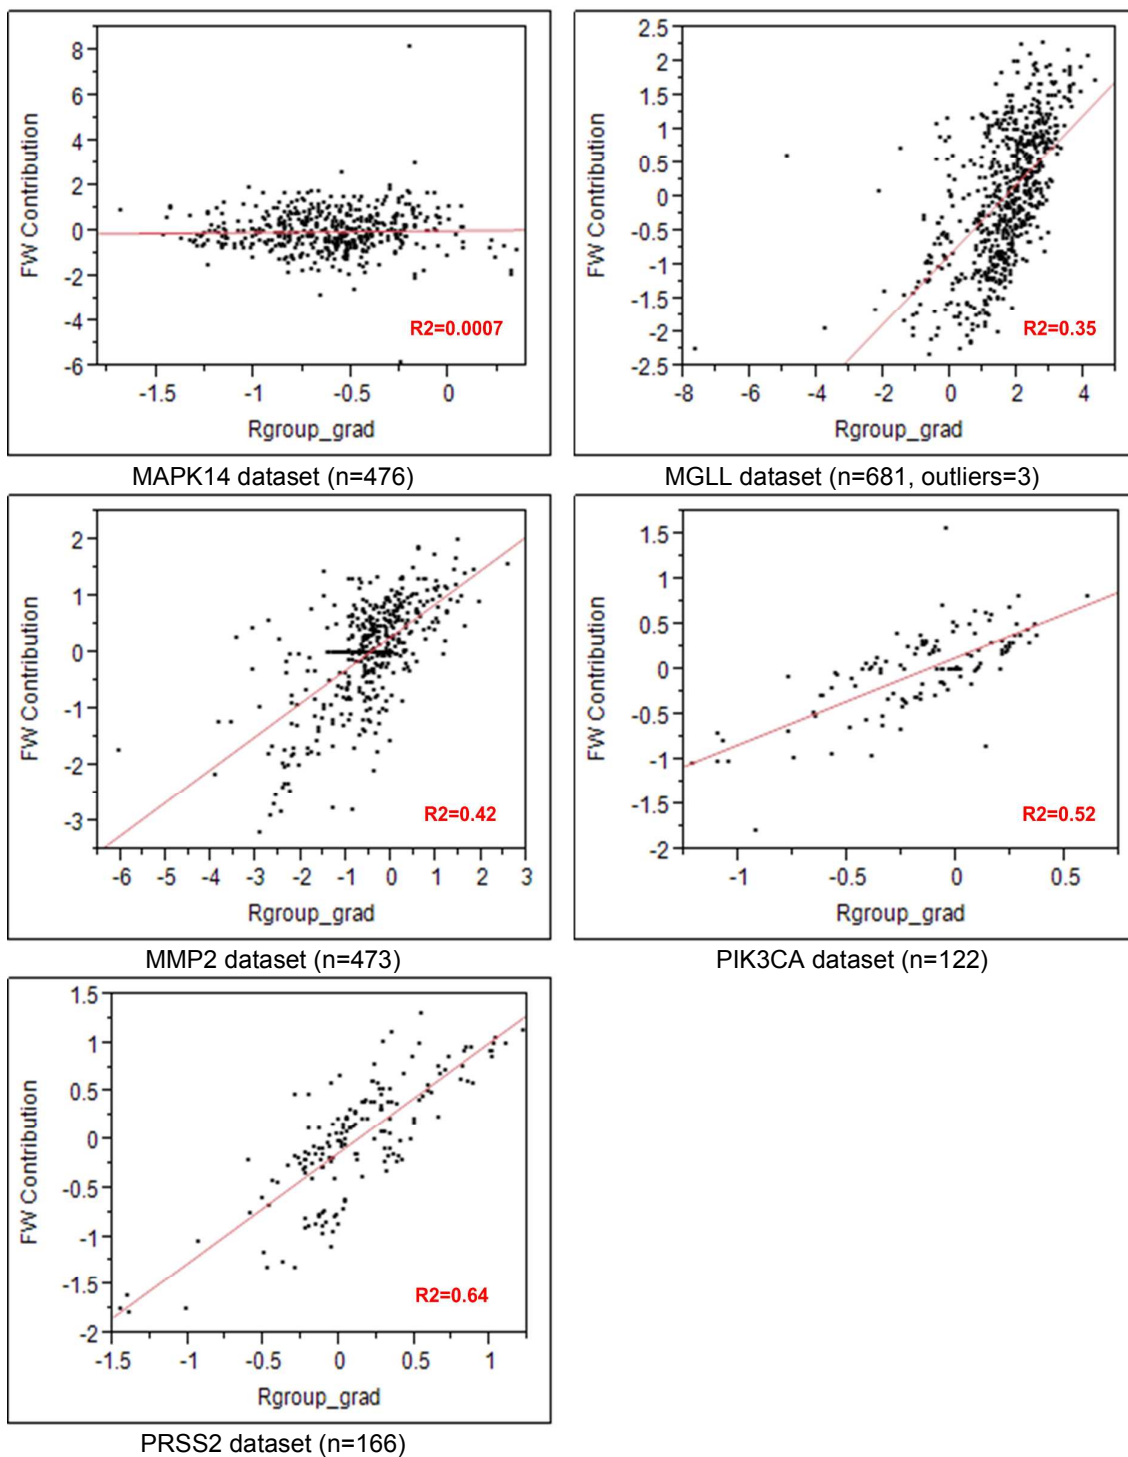 8
6
4
2
0
-2
-4
-6
FW Contribution
R2=0.0007
-1.5 -1 -0.5 0
Rgroup_grad
MAPK14 dataset (n=476)
2.5
2
1.5
1
0.5
0
-0.5
-1
-1.5
-2
-2.5
FW Contribution
R2=0.35
-8 -6 -4 -2 0 2 4
Rgroup_grad
MGLL dataset (n=681, outliers=3)
2
1
0
-1
-2
-3
FW Contribution
R2=0.42
-6 -5 -4 -3 -2 -1 0 1 2 3
Rgroup_grad
MMP2 dataset (n=473)
1.5
1
0.5
0
-0.5
-1
-1.5
-2
FW Contribution
R2=0.52
-1 -0.5 0 0.5
Rgroup_grad
PIK3CA dataset (n=122)
1.5
1
0.5
0
-0.5
-1
-1.5
-2
FW Contribution
R2=0.64
-1.5 -1 -0.5 0 0.5 1
Rgroup_grad
PRSS2 dataset (n=166)